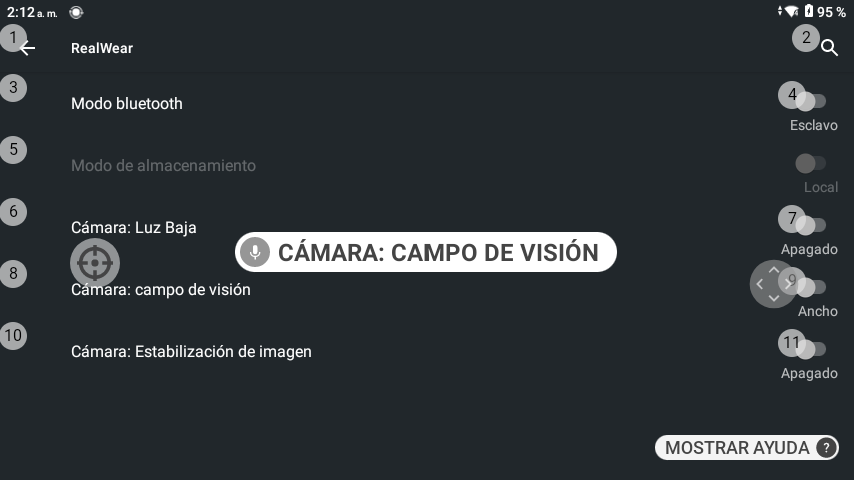 2:12 a. m.
95 %
1
RealWear
2
3
Modo bluetooth
4
Esclavo
5
Modo de almacenamiento
Local
6
Cámara: Luz Baja
7
Apagado
CÁMARA: CAMPO DE VISIÓN
8
Cámara: campo de visión
9
Ancho
10
Cámara: Estabilización de imagen
11
Apagado
MOSTRAR AYUDA ?